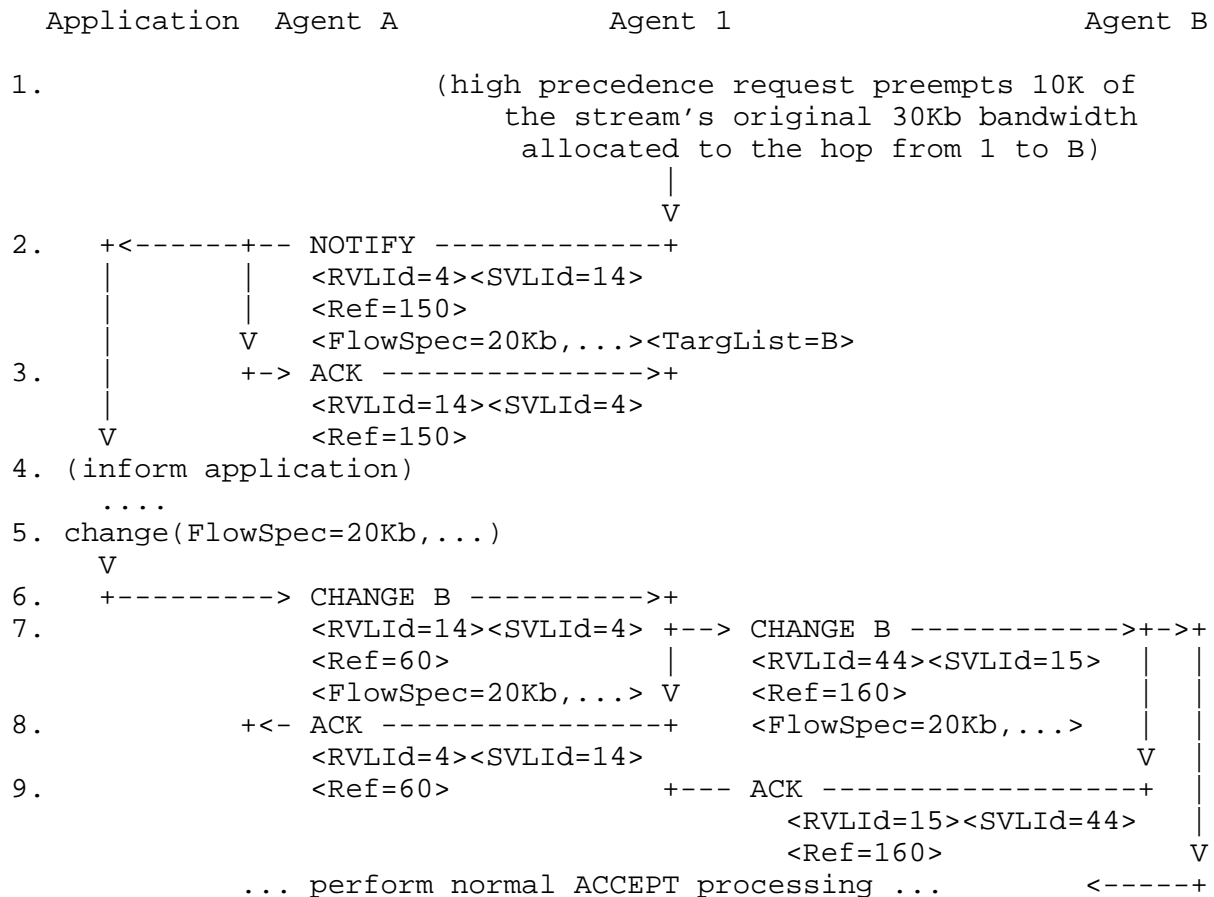 Application  Agent A             Agent 1                      Agent B

1.                         (high precedence request preempts 10K of
                              the stream's original 30Kb bandwidth
                               allocated to the hop from 1 to B)
                                        |
                                        V
2.    +<------+-- NOTIFY -------------+
      |       |   <RVLId=4><SVLId=14>
      |       |   <Ref=150>
      |       V   <FlowSpec=20Kb,...><TargList=B>
3.    |       +-> ACK --------------->+
      |           <RVLId=14><SVLId=4>
      V           <Ref=150>
4. (inform application)
      ....
5. change(FlowSpec=20Kb,...)
      V
6.    +---------> CHANGE B ---------->+
7.                <RVLId=14><SVLId=4> +--> CHANGE B ------------>+->+
                  <Ref=60>            |    <RVLId=44><SVLId=15>  |  |
                  <FlowSpec=20Kb,...> V    <Ref=160>             |  |
8.            +<- ACK ----------------+    <FlowSpec=20Kb,...>   |  |
                  <RVLId=4><SVLId=14>                            V  |
9.                <Ref=60>            +--- ACK ------------------+  |
                                             <RVLId=15><SVLId=44>   |
                                             <Ref=160>              V
              ... perform normal ACCEPT processing ...        <-----+